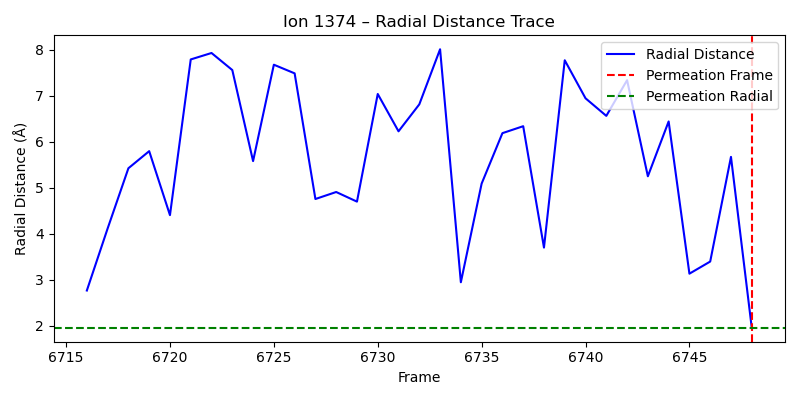 Ion 1374 – Radial Distance Trace
Radial Distance (Å)
8
7
6
5
4
3
2
Radial Distance
Permeation Frame
Permeation Radial
6715
6720
6725
6730
6735
6740
6745
Frame